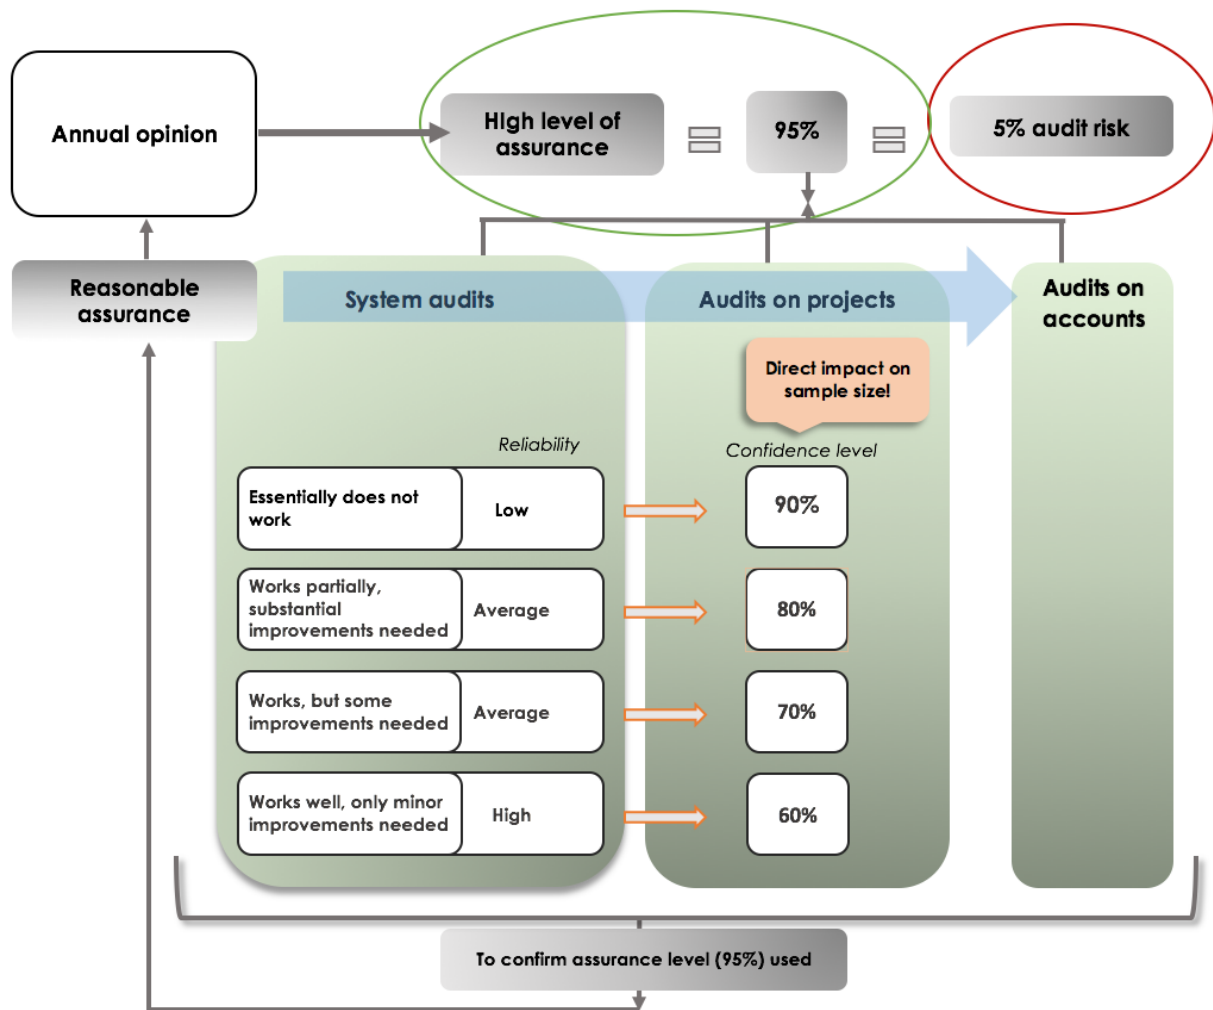 Annual opinion
High level of
assurance
95%
5% audit risk
Reasonable
assurance
System audits
Audits on projects
Audits on
accounts
Direct impact on
sample size!
Reliability
Confidence level
Essentially does not
work
Low
90%
Works partially,
substantial
improvements needed
Average
80%
Works, but some
improvements needed
Average
70%
Works well, only minor
improvements needed
High
60%
To confirm assurance level (95%) used